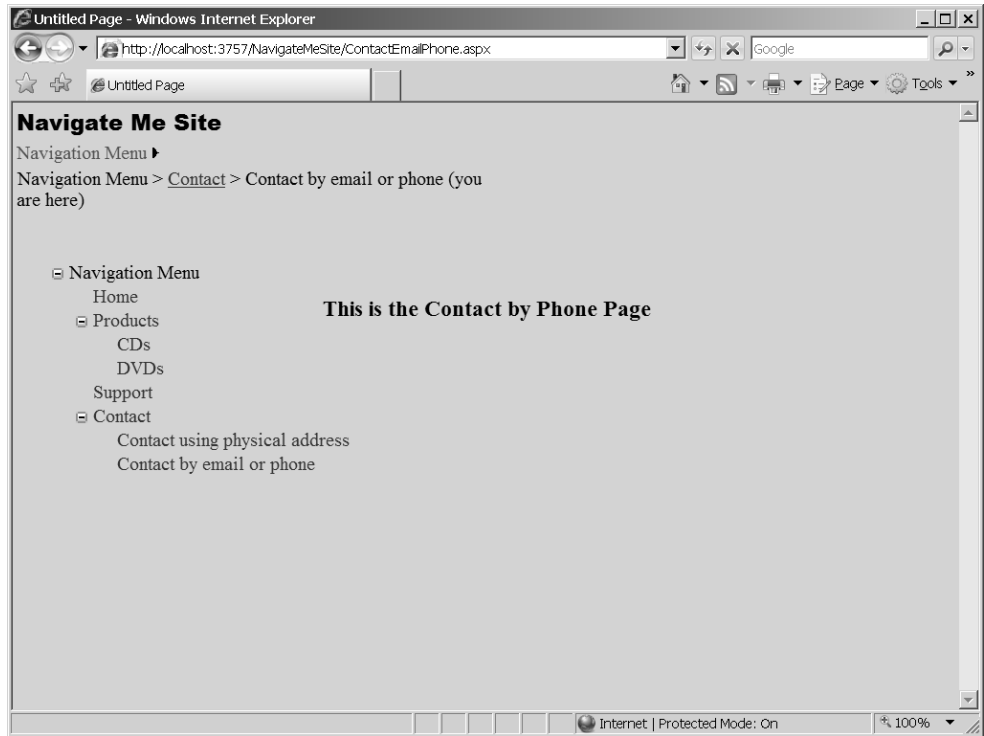 Untitled Page - Windows Internet Explorer
http://localhost:3757/NavigateMeSite/ContactEmailPhone.aspx
Google
Untitled Page
Page
Tools
»
Navigate Me Site
Navigation Menu
Navigation Menu > Contact > Contact by email or phone (you
are here)
Navigation Menu
Home
Products
CDs
DVDs
Support
Contact
Contact using physical address
Contact by email or phone
This is the Contact by Phone Page
Internet | Protected Mode: On
100%